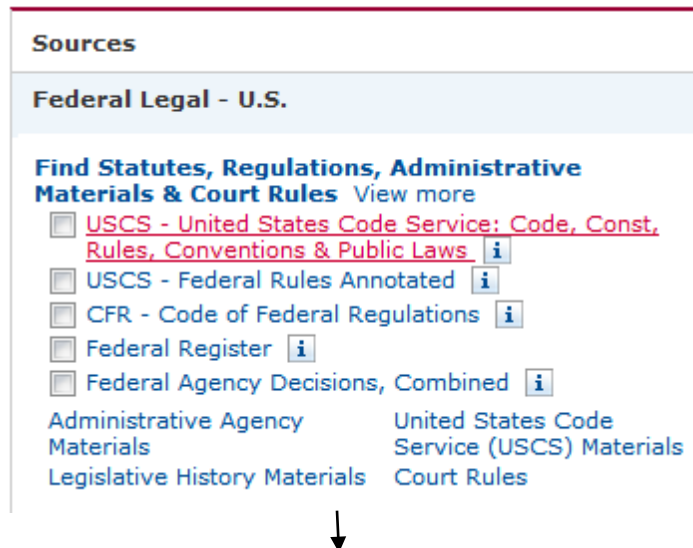 Sources
Federal Legal - U.S.
Find Statutes, Regulations, Administrative
Materials & Court Rules View more
USCS - United States Code Service: Code, Const,
Rules, Conventions & Public Laws i
USCS - Federal Rules Annotated i
CFR - Code of Federal Regulations i
Federal Register i
Federal Agency Decisions, Combined i
Administrative Agency
Materials
United States Code
Service (USCS) Materials
Legislative History Materials
Court Rules